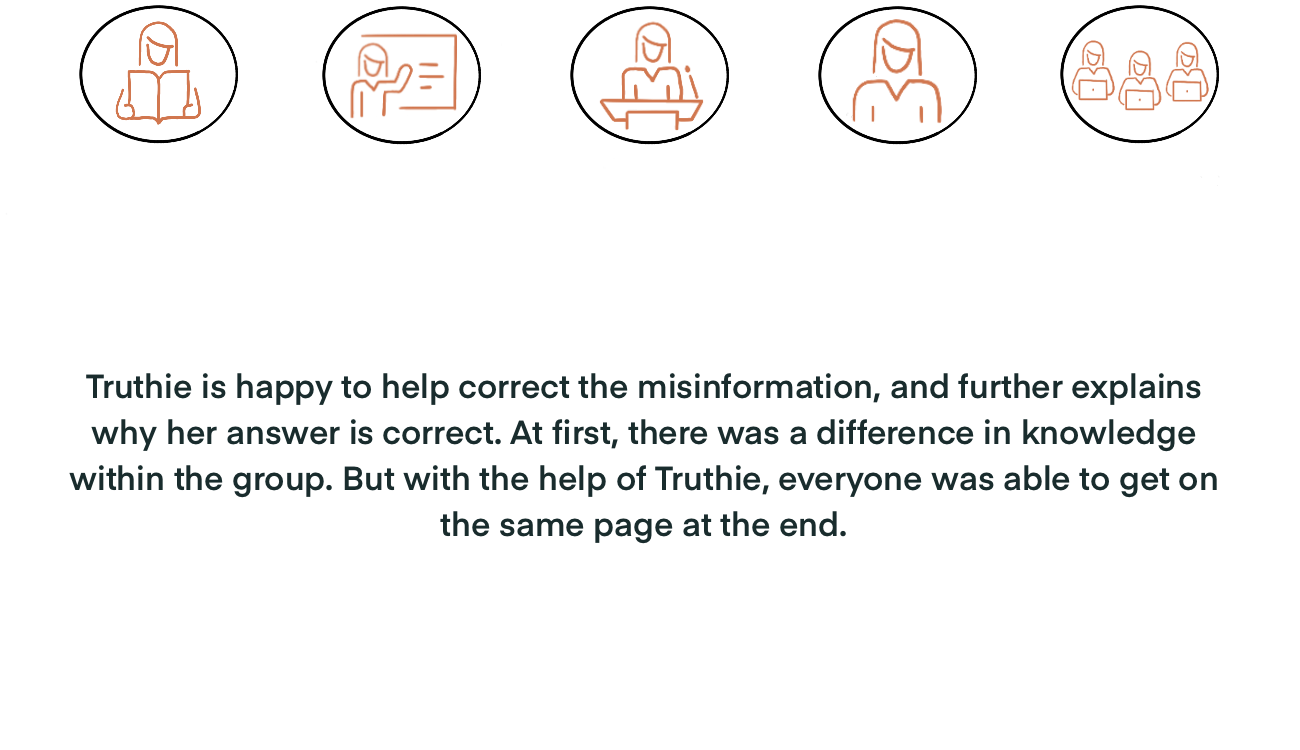 Truthie is happy to help correct the misinformation, and further explains
why her answer is correct. At first, there was a difference in knowledge
within the group. But with the help of Truthie, everyone was able to get on
the same page at the end.